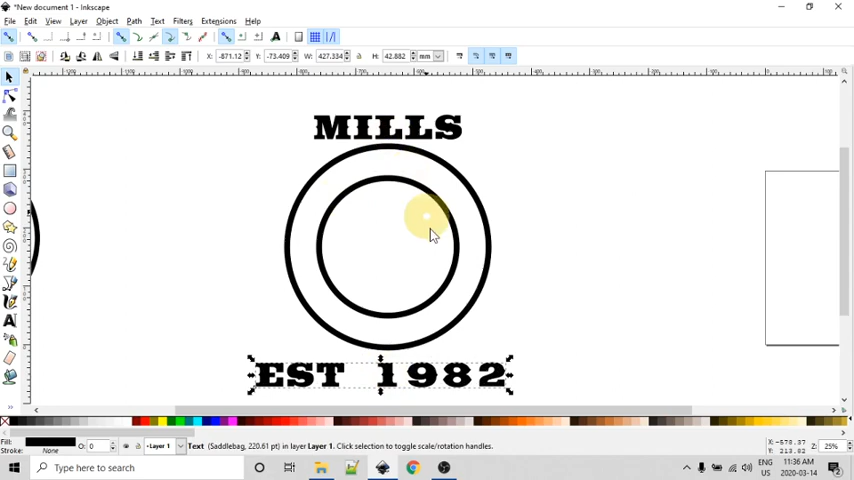 *New document 1 - Inkscape
File Edit View Layer Object Path Text Filters Extensions Help
X: -871.12 Y: -73.409 W: 427.334 H: 42.882 mm
MILLS
EST 1982
Fill: Stroke: None O: 0 Layer 1 Text (Saddlebag, 220.61 pt) in layer Layer 1. Click selection to toggle scale/rotation handles. X: -578.37 Y: 213.82 Z: 25%
Type here to search ENG US 11:36 AM 2020-03-14 2